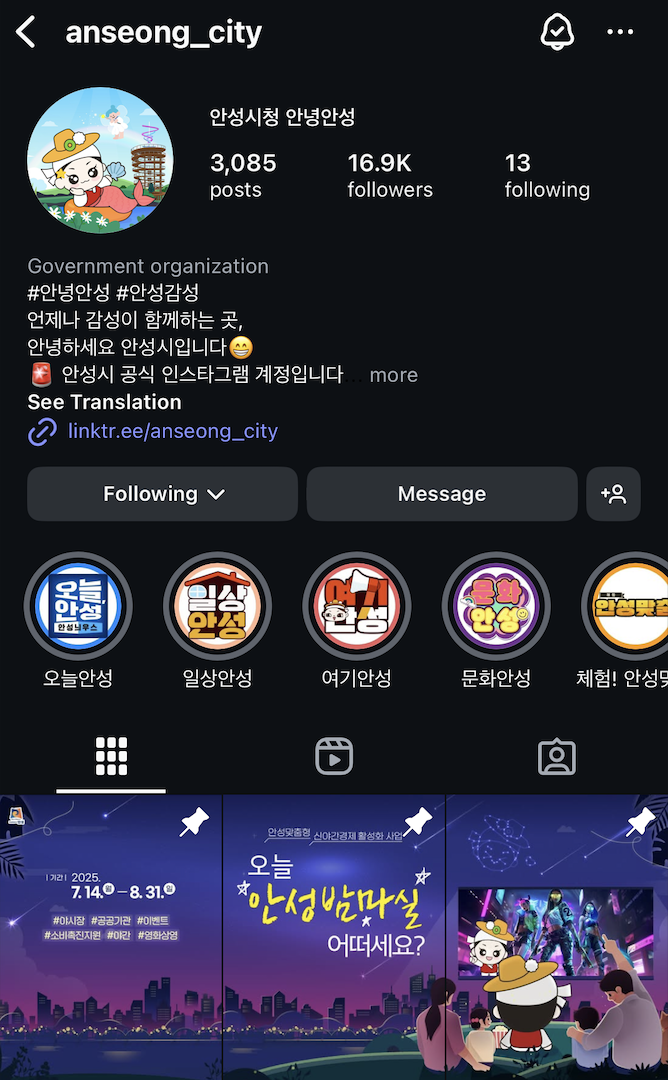 anseong_city
안성시청 안녕안성
3,085 16.9K 13
posts followers following
Government organization
#안녕안성 #안성감성
언제나 감성이 함께하는 곳,
안녕하세요 안성시입니다😁
🚨 안성시 공식 인스타그램 계정입니다... more
See Translation
linktr.ee/anseong_city
Following Message
오늘,
안성
안성뉘우스
일상
안성
여기
안성
문화
안성
안성맞춤
오늘안성 일상안성 여기안성 문화안성 체험! 안성맞
| 기간 | 2025.
7.14.월 – 8.31.일
#야시장 #공공기관 #이벤트
#소비촉진지원 #야간 #영화상영
안성맞춤형 신야간경제 활성화 사업
오늘
안성밤마실
어떠세요?